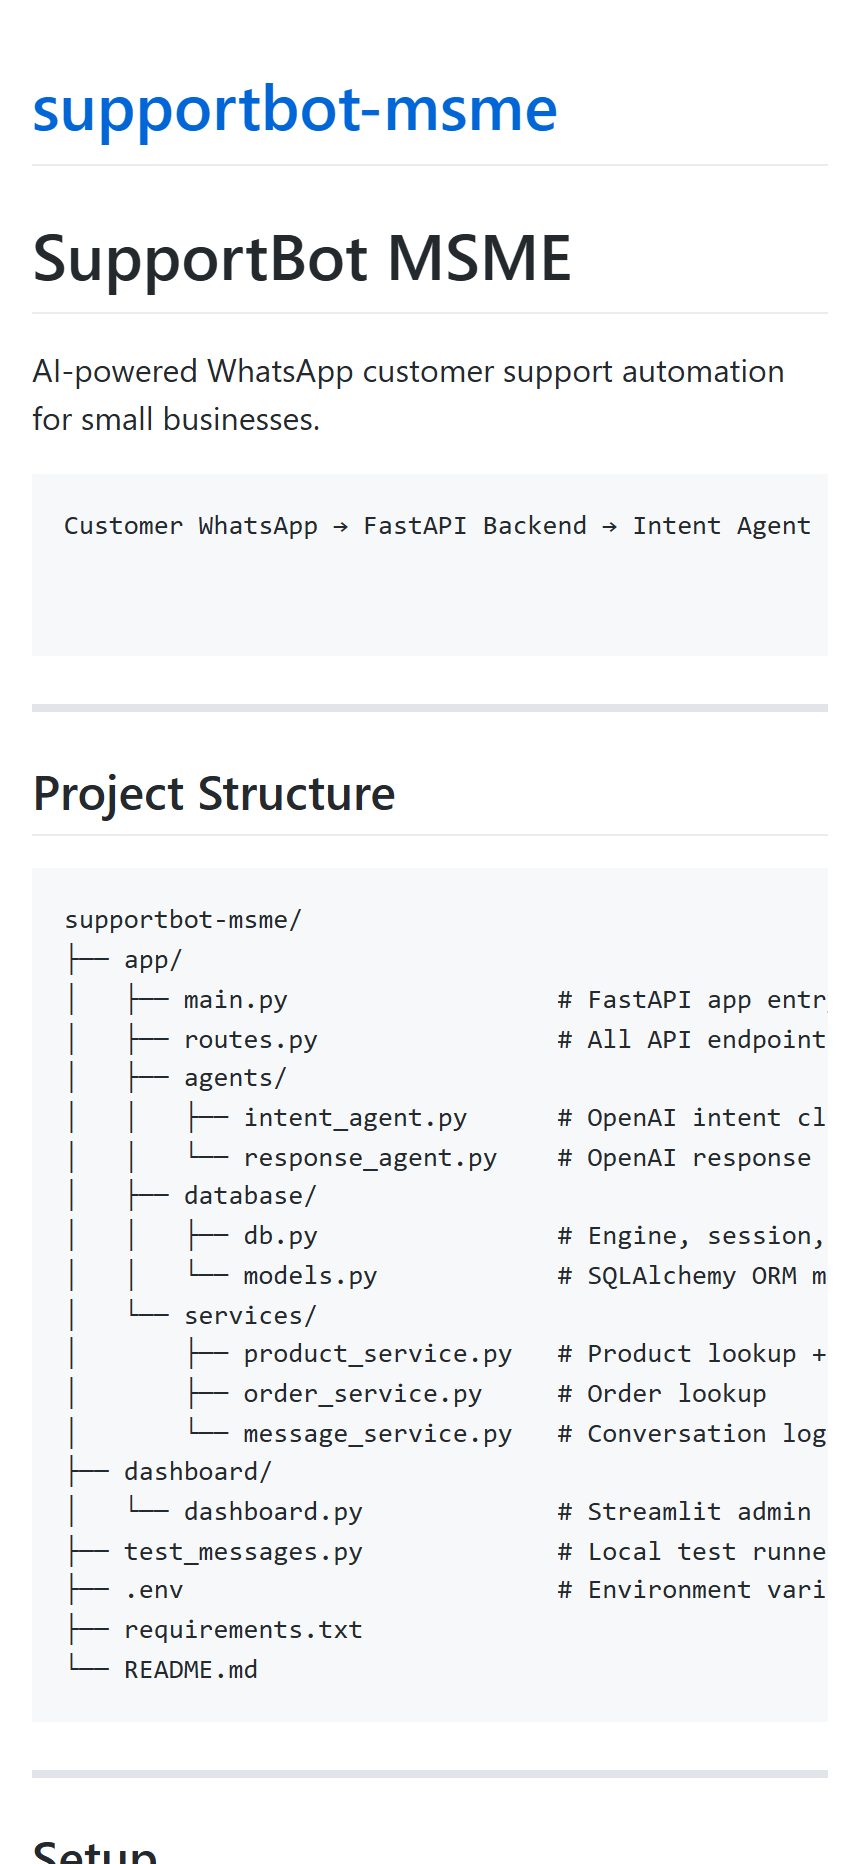 supportbot-msme
SupportBot MSME
AI-powered WhatsApp customer support automation
for small businesses.
Customer WhatsApp → FastAPI Backend → Intent Agent
Project Structure
supportbot-msme/
├── app/
│   ├── main.py                  # FastAPI app entr
│   ├── routes.py                # All API endpoint
│   ├── agents/
│   │   ├── intent_agent.py      # OpenAI intent cl
│   │   └── response_agent.py    # OpenAI response
│   ├── database/
│   │   ├── db.py                # Engine, session,
│   │   └── models.py            # SQLAlchemy ORM m
│   └── services/
│       ├── product_service.py   # Product lookup +
│       ├── order_service.py     # Order lookup
│       └── message_service.py   # Conversation log
├── dashboard/
│   └── dashboard.py             # Streamlit admin
├── test_messages.py             # Local test runne
├── .env                         # Environment vari
├── requirements.txt
└── README.md
Setup